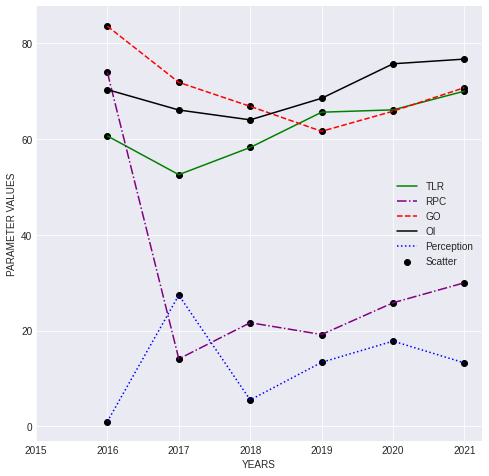 80
60
40
20
0
PARAMETER VALUES
TLR
RPC
GO
OI
Perception
Scatter
2015 2016 2017 2018 2019 2020 2021
YEARS